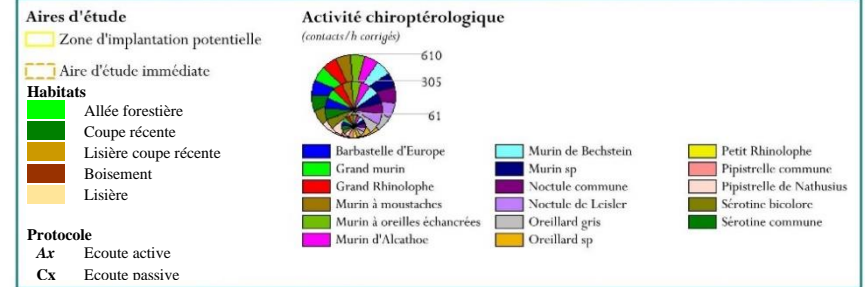 Aires d'étude
Zone d'implantation potentielle
Aire d'étude immédiate
Habitats
Allée forestière
Coupe récente
Lisière coupe récente
Boisement
Lisière
Protocole
Ax Ecoute active
Cx Ecoute passive
Activité chiroptérologique
(contacts/h corrigés)
610
305
61
Barbastelle d'Europe
Grand murin
Grand Rhinolophe
Murin à moustaches
Murin à oreilles échancrées
Murin d'Alcathoe
Murin de Bechstein
Murin sp
Noctule commune
Noctule de Leisler
Oreillard gris
Oreillard sp
Petit Rhinolophe
Pipistrelle commune
Pipistrelle de Nathusius
Sérotine bicolore
Sérotine commune